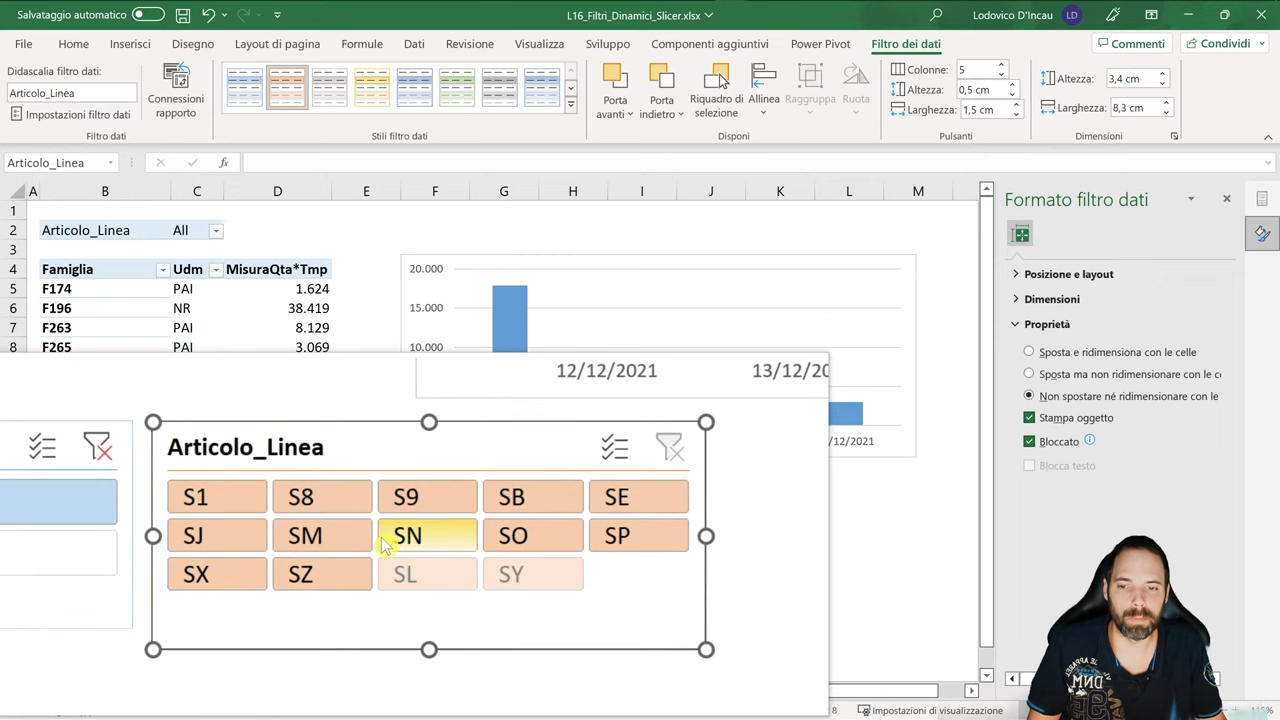 Salvataggio automatico
L16_Filtri_Dinamici_Slicer.xlsx
Lodovico D'Incau
LD
File
Home
Inserisci
Disegno
Layout di pagina
Formule
Dati
Revisione
Visualizza
Sviluppo
Componenti aggiuntivi
Power Pivot
Filtro dei dati
Commenti
Condividi
Didascalia filtro dati:
Articolo_Linea
Impostazioni filtro dati
Filtro dati
Connessioni
rapporto
Stili filtro dati
Porta
avanti
Porta
indietro
Riquadro di
selezione
Allinea
Raggruppa
Ruota
Disponi
Colonne: 5
Altezza: 0,5 cm
Larghezza: 1,5 cm
Pulsanti
Altezza: 3,4 cm
Larghezza: 8,3 cm
Dimensioni
Articolo_Linea
fx
A B C D E F G H I J K L M
1
2 Articolo_Linea All
3
4 Famiglia Udm MisuraQta*Tmp
5 F174 PAI 1.624
6 F196 NR 38.419
7 F263 PAI 8.129
8 F265 PAI 3.069
20.000
15.000
10.000
/12/2021
12/12/2021
13/12/20
Articolo_Linea
S1 S8 S9 SB SE
SJ SM SN SO SP
SX SZ SL SY
Formato filtro dati
Posizione e layout
Dimensioni
Proprietà
Sposta e ridimensiona con le celle
Sposta ma non ridimensionare con le c
Non spostare né ridimensionare con le
Stampa oggetto
Bloccato
Blocca testo
8
Impostazioni di visualizzazione